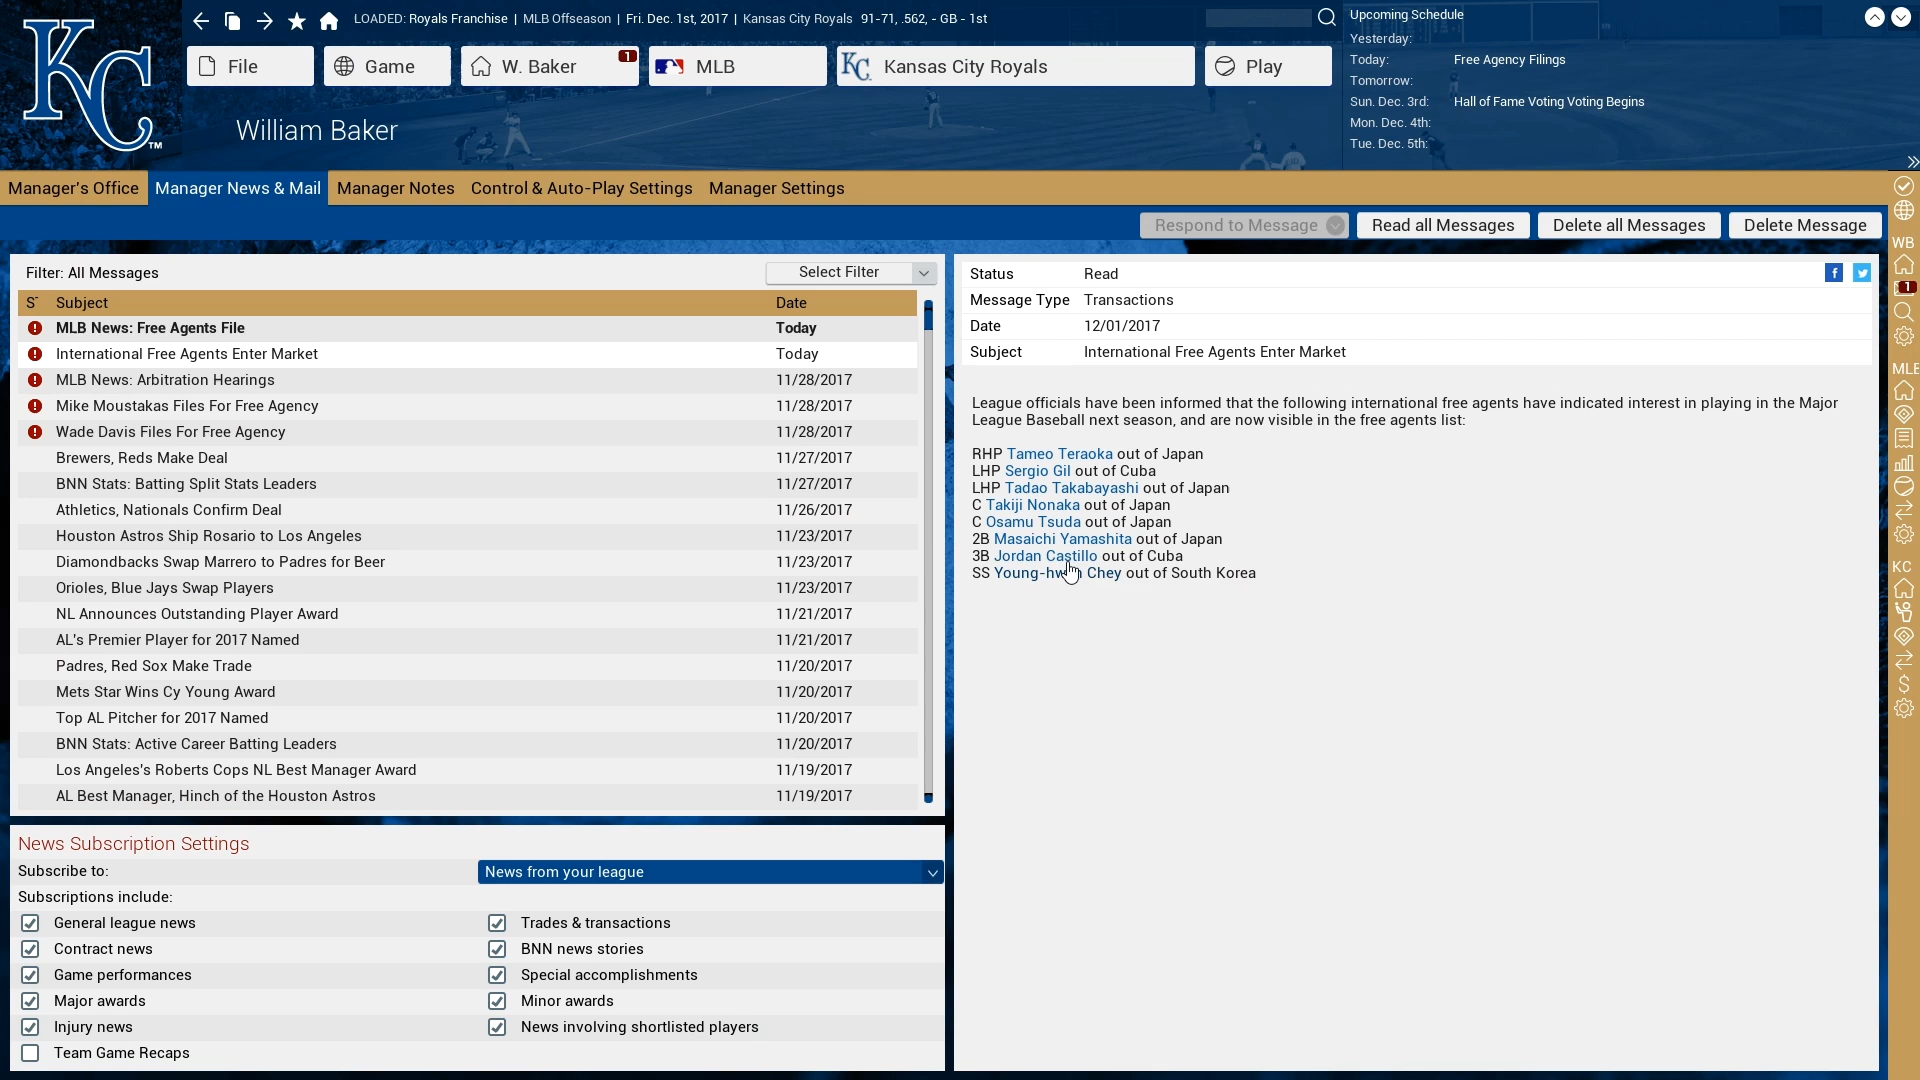 LOADED: Royals Franchise | MLB Offseason | Fri. Dec. 1st, 2017 | Kansas City Royals 91-71, .562, - GB - 1st
File
Game
W. Baker
1
MLB
Kansas City Royals
Play
KC
TM
William Baker
Upcoming Schedule
Yesterday:
Today: Free Agency Filings
Tomorrow:
Sun. Dec. 3rd: Hall of Fame Voting Voting Begins
Mon. Dec. 4th:
Tue. Dec. 5th:
Manager's Office Manager News & Mail Manager Notes Control & Auto-Play Settings Manager Settings
Respond to Message Read all Messages Delete all Messages Delete Message
Filter: All Messages Select Filter
Subject Date
MLB News: Free Agents File Today
International Free Agents Enter Market Today
MLB News: Arbitration Hearings 11/28/2017
Mike Moustakas Files For Free Agency 11/28/2017
Wade Davis Files For Free Agency 11/28/2017
Brewers, Reds Make Deal 11/27/2017
BNN Stats: Batting Split Stats Leaders 11/27/2017
Athletics, Nationals Confirm Deal 11/26/2017
Houston Astros Ship Rosario to Los Angeles 11/23/2017
Diamondbacks Swap Marrero to Padres for Beer 11/23/2017
Orioles, Blue Jays Swap Players 11/23/2017
NL Announces Outstanding Player Award 11/21/2017
AL's Premier Player for 2017 Named 11/21/2017
Padres, Red Sox Make Trade 11/20/2017
Mets Star Wins Cy Young Award 11/20/2017
Top AL Pitcher for 2017 Named 11/20/2017
BNN Stats: Active Career Batting Leaders 11/20/2017
Los Angeles's Roberts Cops NL Best Manager Award 11/19/2017
AL Best Manager, Hinch of the Houston Astros 11/19/2017
News Subscription Settings
Subscribe to: News from your league
Subscriptions include:
General league news Trades & transactions
Contract news BNN news stories
Game performances Special accomplishments
Major awards Minor awards
Injury news News involving shortlisted players
Team Game Recaps
Status Read
Message Type Transactions
Date 12/01/2017
Subject International Free Agents Enter Market
League officials have been informed that the following international free agents have indicated interest in playing in the Major
League Baseball next season, and are now visible in the free agents list:
RHP Tameo Teraoka out of Japan
LHP Sergio Gil out of Cuba
LHP Tadao Takabayashi out of Japan
C Takiji Nonaka out of Japan
C Osamu Tsuda out of Japan
2B Masaichi Yamashita out of Japan
3B Jordan Castillo out of Cuba
SS Chey out of South Korea
WB
1
MLB
KC